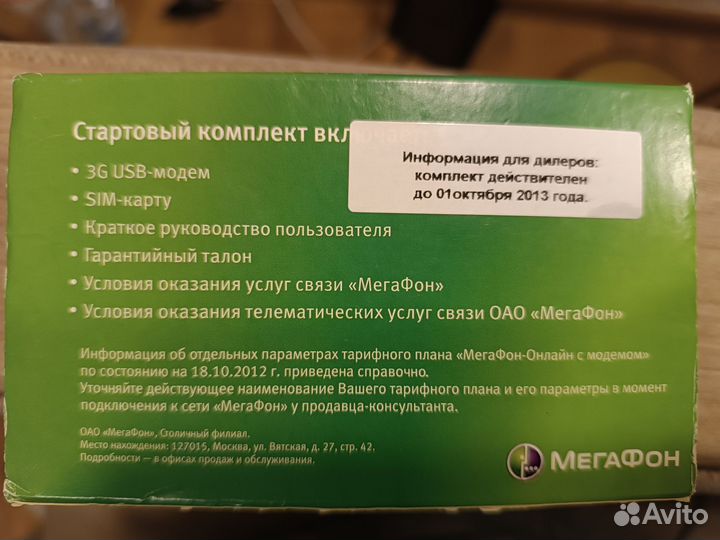 Стартовый комплект включает:
Информация для дилеров:
комплект действителен
до 01октября 2013 года.
• 3G USB-модем
• SIM-карту
• Краткое руководство пользователя
• Гарантийный талон
• Условия оказания услуг связи «МегаФон»
• Условия оказания телематических услуг связи ОАО «МегаФон»
Информация об отдельных параметрах тарифного плана «МегаФон-Онлайн с модемом»
по состоянию на 18.10.2012 г. приведена справочно.
Уточняйте действующее наименование Вашего тарифного плана и его параметры в момент
подключения к сети «МегаФон» у продавца-консультанта.
ОАО «МегаФон», Столичный филиал.
Место нахождения: 127015, Москва, ул. Вятская, д. 27, стр. 42.
Подробности — в офисах продаж и обслуживания.
МЕГАФОН
Avito